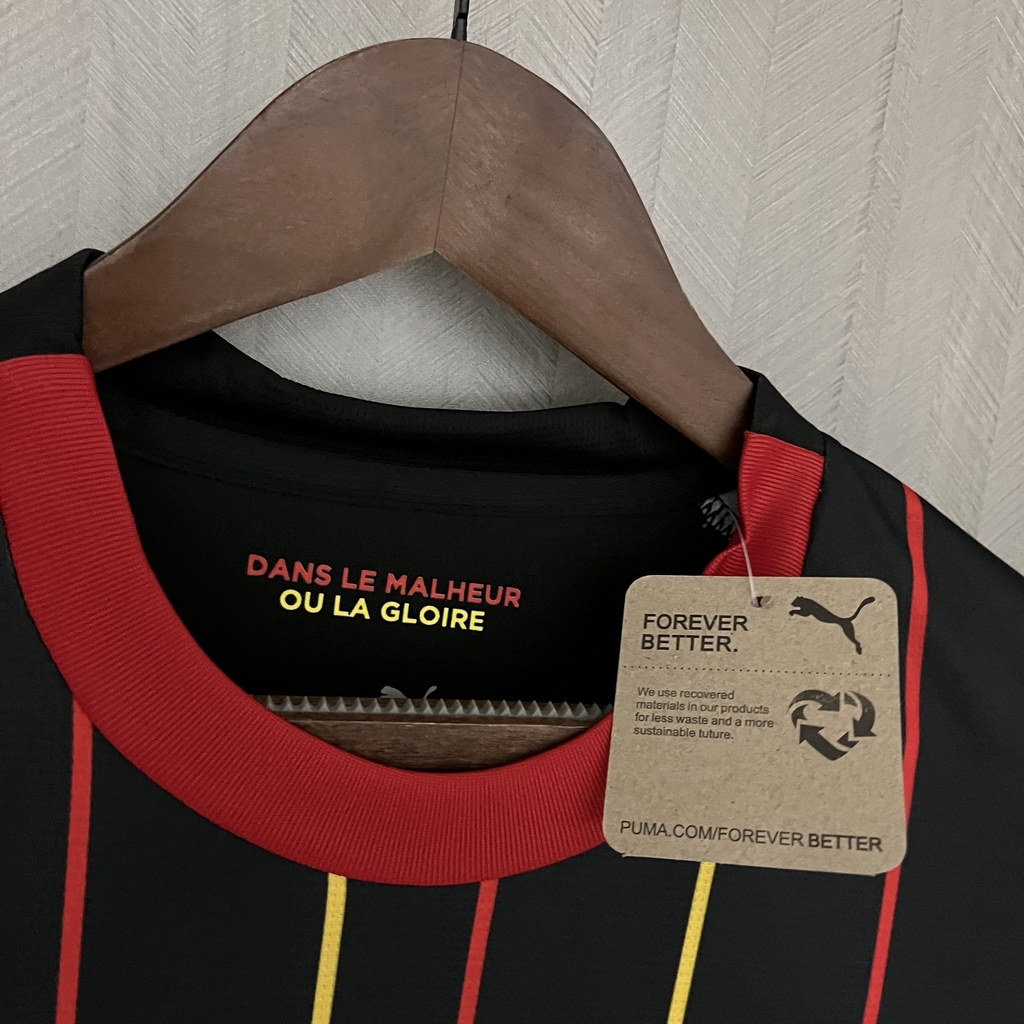 DANS LE MALHEUR
OU LA GLOIRE
FOREVER
BETTER.
We use recovered
materials in our products
for less waste and a more
sustainable tuture.
PUMA.COM/FOREVER BETTER